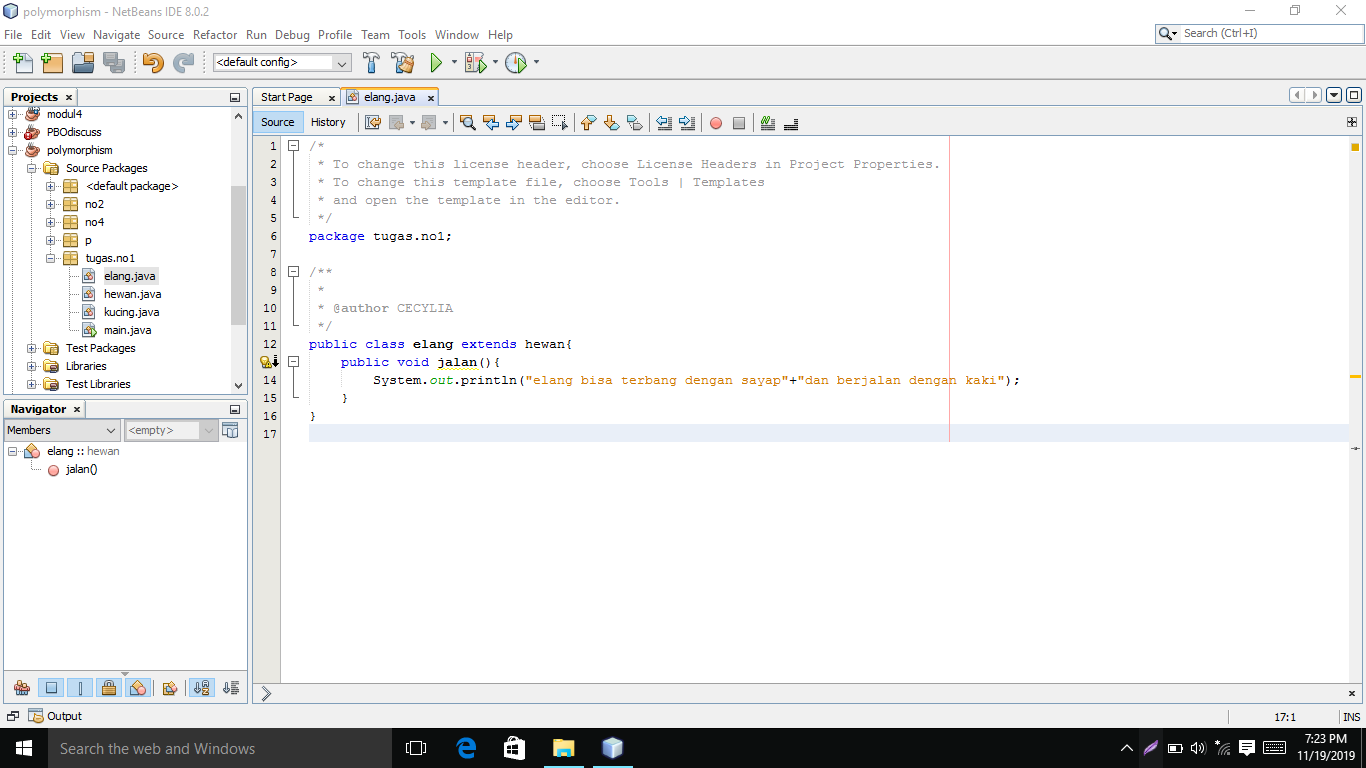 polymorphism - NetBeans IDE 8.0.2
File Edit View Navigate Source Refactor Run Debug Profile Team Tools Window Help
Search (Ctrl+I)
<default config>
Projects
modul4
PBOdiscuss
polymorphism
Source Packages
<default package>
no2
no4
p
tugas.no1
elang.java
hewan.java
kucing.java
main.java
Test Packages
Libraries
Test Libraries
Navigator
Members
<empty>
elang :: hewan
jalan()
Start Page
elang.java
Source History
1 /*
2 * To change this license header, choose License Headers in Project Properties.
3 * To change this template file, choose Tools | Templates
4 * and open the template in the editor.
5 */
6 package tugas.no1;
7
8 /**
9 *
10 * @author CECYLIA
11 */
12 public class elang extends hewan{
public void jalan(){
14 System.out.println("elang bisa terbang dengan sayap"+"dan berjalan dengan kaki");
15 }
16 }
17
Output
17:1
INS
Search the web and Windows
7:23 PM
11/19/2019